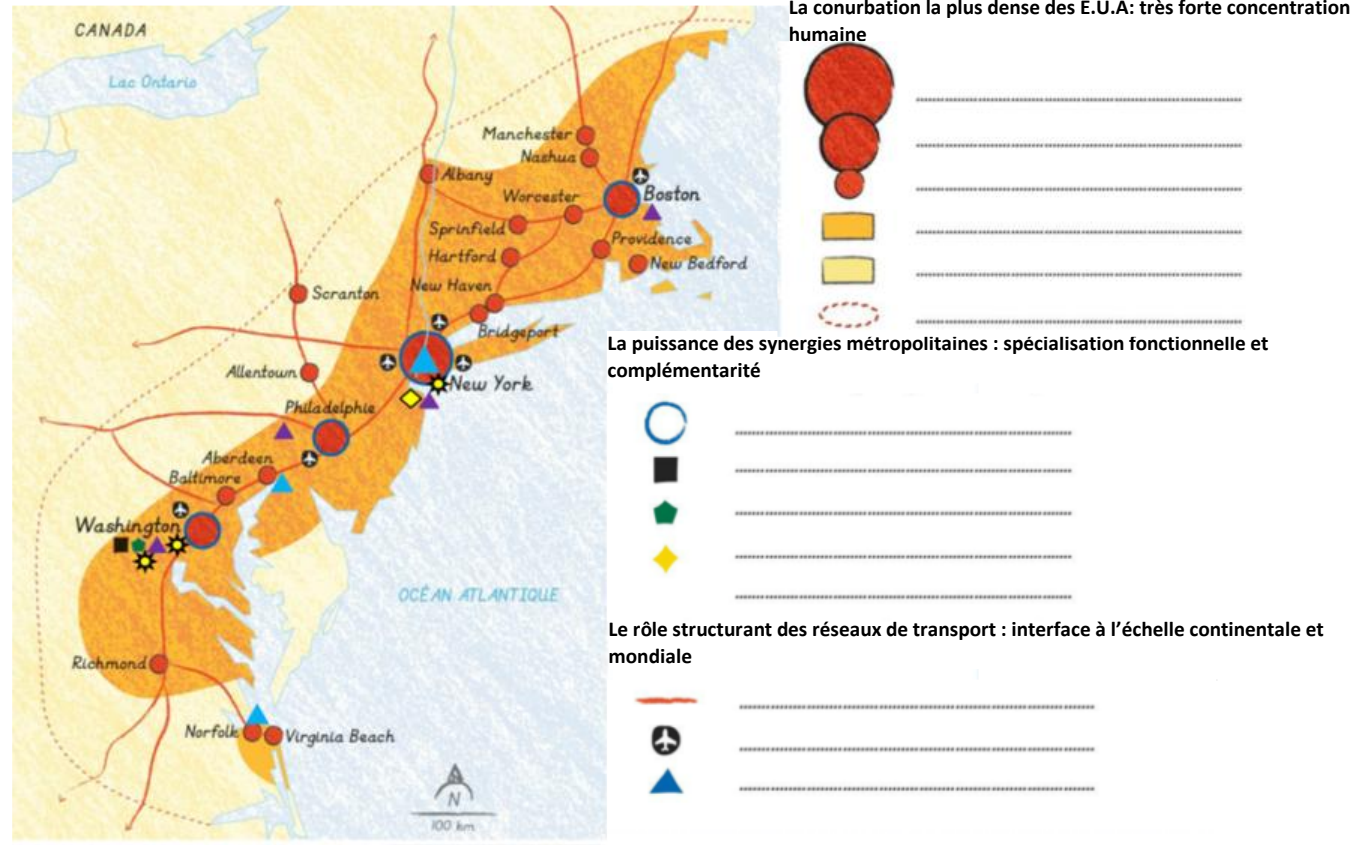 La conurbation la plus dense des E.U.A: très forte concentration
humaine
CANADA
Lac Ontario
Manchester
Nashua
Albany
Worcester
Boston
Sprinfield
Providence
Hartford
New Bedford
New Haven
Scranton
Bridgeport
Allentown
New York
Philadelphie
Aberdeen
Baltimore
Washington
OCÉAN ATLANTIQUE
Richmond
Norfolk
Virginia Beach
N
100 km
La puissance des synergies métropolitaines : spécialisation fonctionnelle et
complémentarité
Le rôle structurant des réseaux de transport : interface à l'échelle continentale et
mondiale